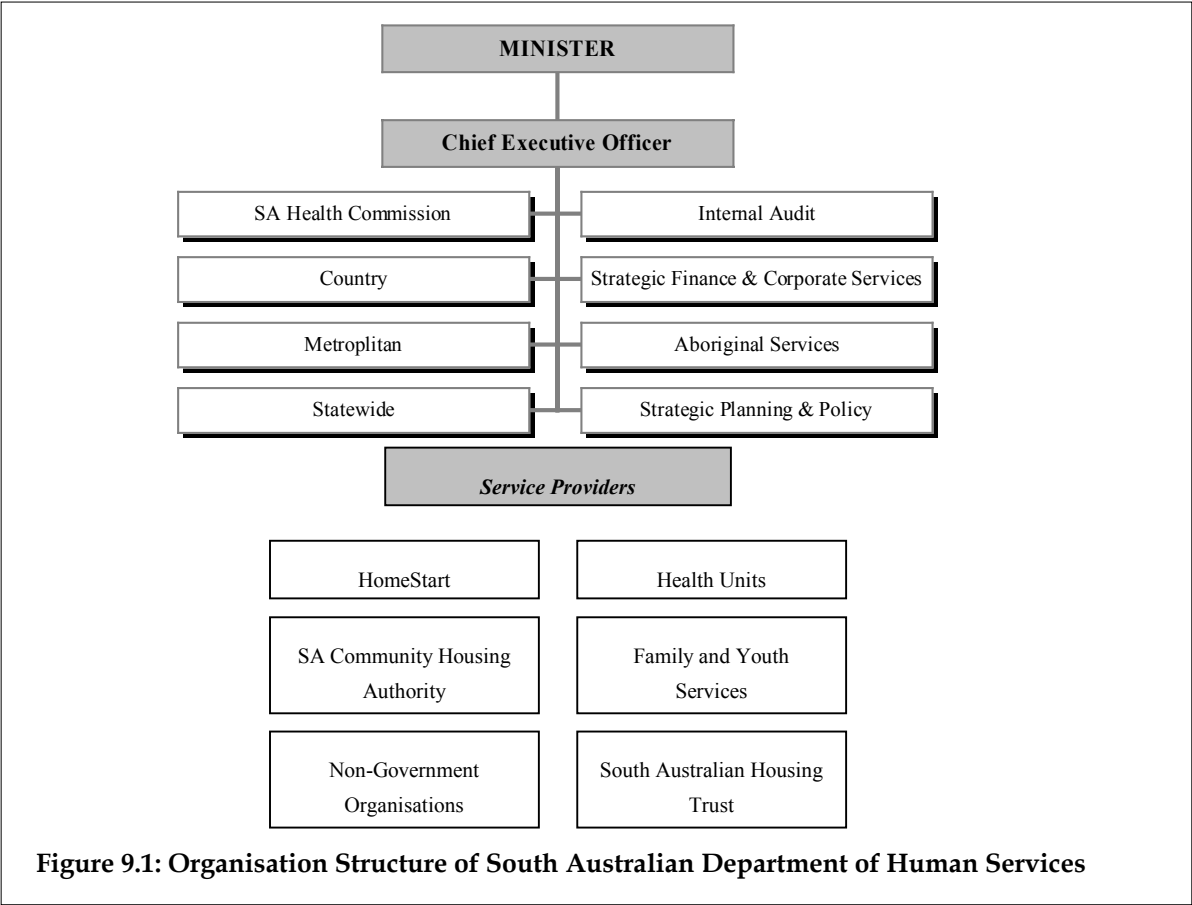 MINISTER
Chief Executive Officer
SA Health Commission
Internal Audit
Country
Strategic Finance & Corporate Services
Metroplitan
Aboriginal Services
Statewide
Strategic Planning & Policy
Service Providers
HomeStart
Health Units
SA Community Housing
Authority
Family and Youth
Services
Non-Government
Organisations
South Australian Housing
Trust
Figure 9.1: Organisation Structure of South Australian Department of Human Services